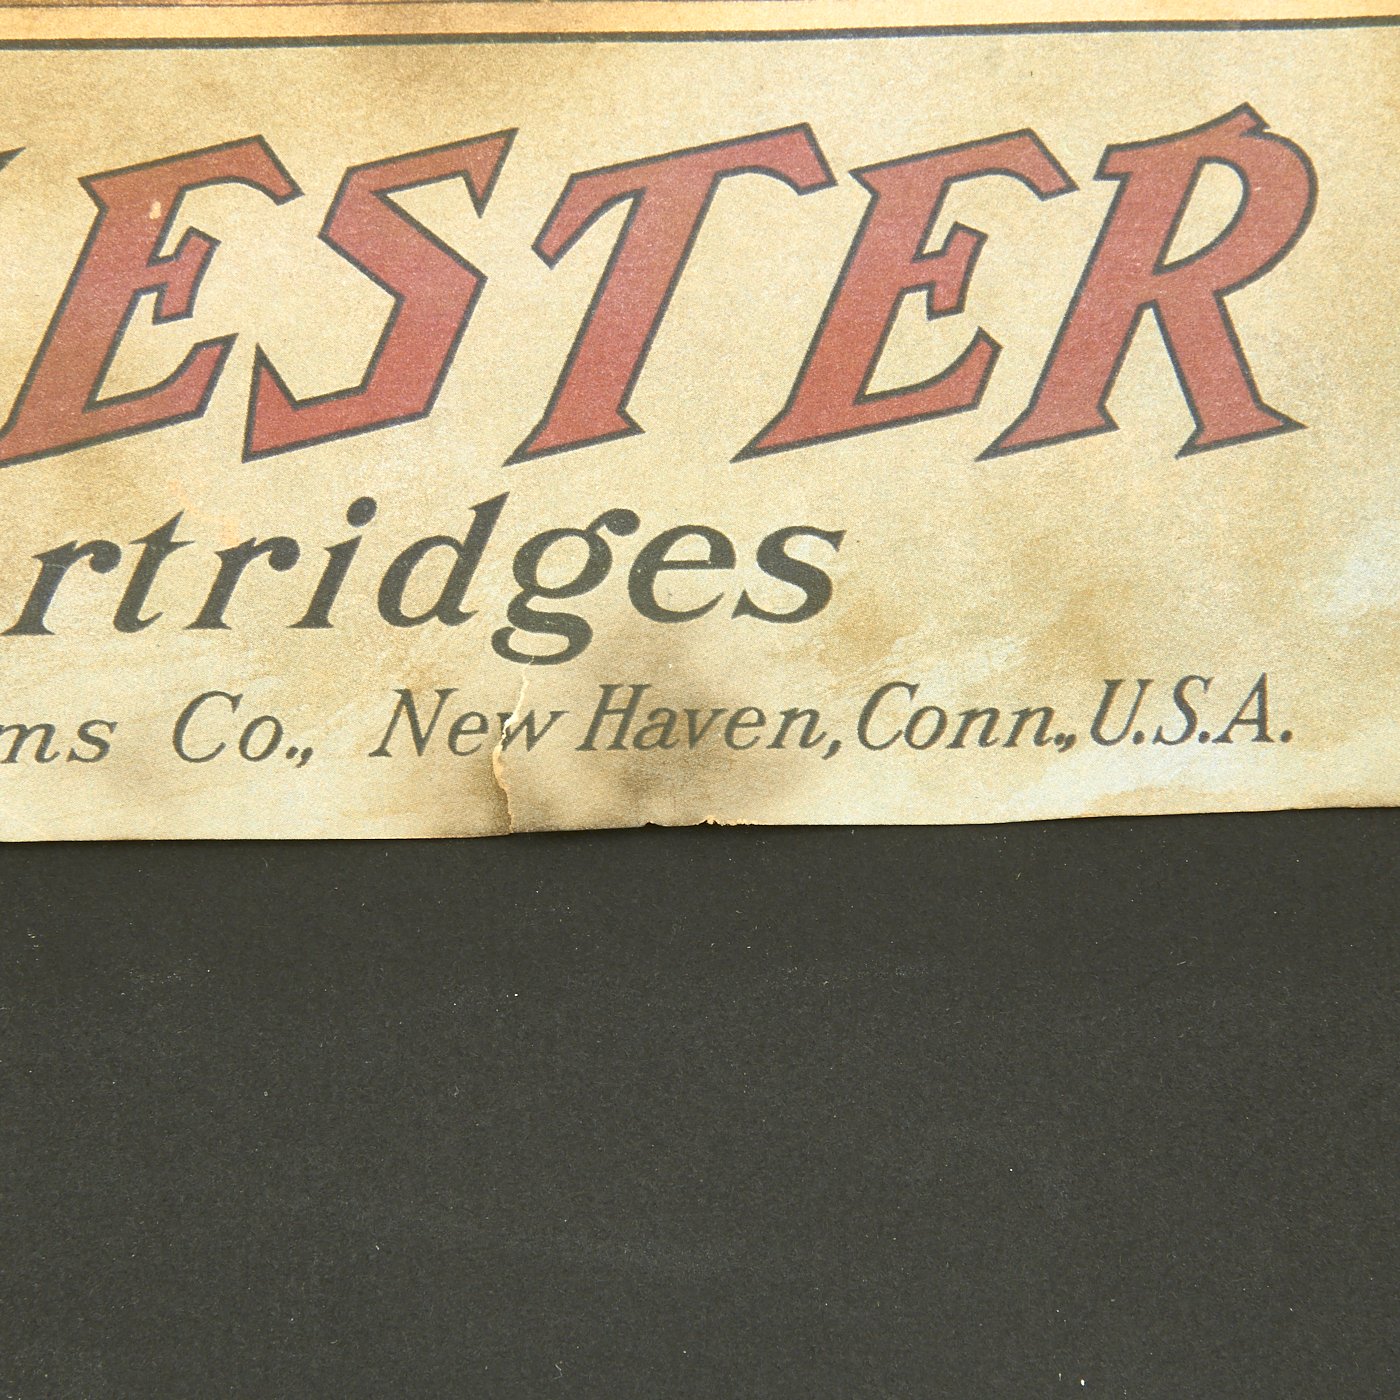 ESTER
rtridges
ms Co., New Haven, Conn., U.S.A.